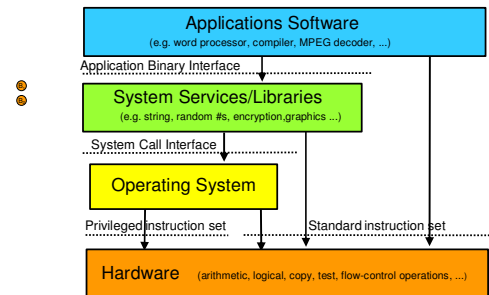 Applications Software
(e.g. word processor, compiler, MPEG decoder, ...)
Application Binary Interface
System Services/Libraries
(e.g. string, random #s, encryption,graphics ...)
System Call Interface
Operating System
Privileged instruction set
Standard instruction set
Hardware (arithmetic, logical, copy, test, flow-control operations, ...)